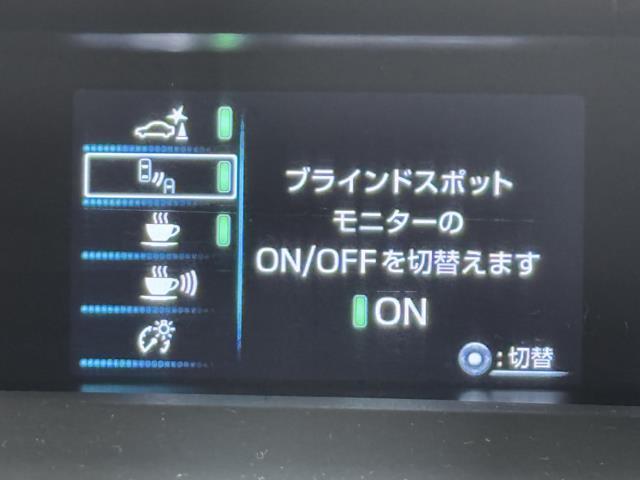 A
ブラインドスポット
モニターの
ON/OFFを切替えます
ON
:切替